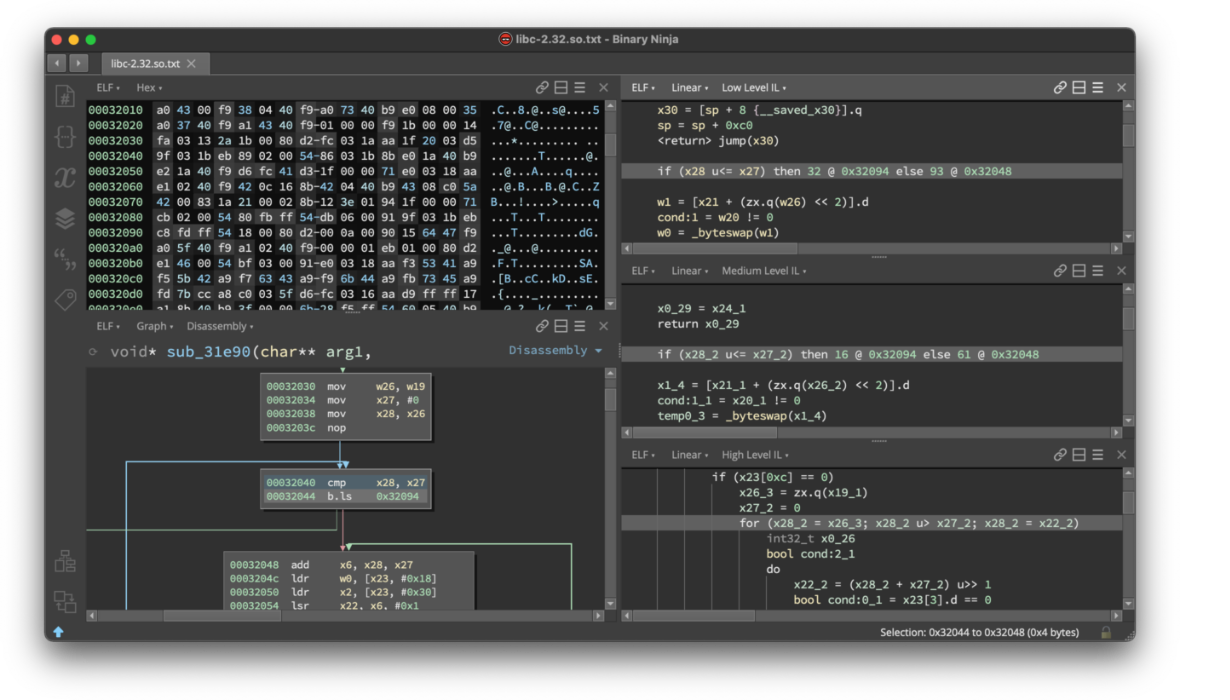 libc-2.32.so.txt - Binary Ninja
libc-2.32.so.txt
ELF Hex
00032010 a0 43 00 f9 38 04 40 f9-a0 73 40 b9 e0 08 00 35 .C..8.@..s@....5
00032020 a0 37 40 f9 a1 43 40 f9-01 00 00 f9 1b 00 00 14 .7@..C@.........
00032030 fa 03 13 2a 1b 00 80 d2-fc 03 1a aa 1f 20 03 d5 ...*......... ..
00032040 9f 03 1b eb 89 02 00 54-86 03 1b 8b e0 1a 40 b9 .......T......@.
00032050 e2 1a 40 f9 d6 fc 41 d3-1f 00 00 71 e0 03 18 aa ..@...A....q....
00032060 e1 02 40 f9 42 0c 16 8b-42 04 40 b9 43 08 c0 5a ..@.B...B.@.C..Z
00032070 42 00 83 1a 21 00 02 8b-12 3e 01 94 1f 00 00 71 B...!....>.....q
00032080 cb 02 00 54 80 fb ff 54-db 06 00 91 9f 03 1b eb ...T...T........
00032090 c8 fd ff 54 18 00 80 d2-00 0a 00 90 15 64 47 f9 ...T.........dG.
000320a0 a0 5f 40 f9 a1 02 40 f9-00 00 01 eb 01 00 80 d2 ._@...@.........
000320b0 e1 46 00 54 bf 03 00 91-e0 03 18 aa f3 53 41 a9 .F.T.........SA.
000320c0 f5 5b 42 a9 f7 63 43 a9-f9 6b 44 a9 fb 73 45 a9 .[B..cC..kD..sE.
000320d0 fd 7b cc a8 c0 03 5f d6-fc 03 16 aa d9 ff ff 17 .{...._.........
ELF Graph Disassembly
void* sub_31e90(char** arg1,
Disassembly
00032030 mov w26, w19
00032034 mov x27, #0
00032038 mov x28, x26
0003203c nop
00032040 cmp x28, x27
00032044 b.ls 0x32094
00032048 add x6, x28, x27
0003204c ldr w0, [x23, #0x18]
00032050 ldr x2, [x23, #0x30]
00032054 lsr x22, x6, #0x1
ELF Linear Low Level IL
x30 = [sp + 8 {__saved_x30}].q
sp = sp + 0xc0
<return> jump(x30)
if (x28 u<= x27) then 32 @ 0x32094 else 93 @ 0x32048
w1 = [x21 + (zx.q(w26) << 2)].d
cond:1 = w20 != 0
w0 = _byteswap(w1)
ELF Linear Medium Level IL
x0_29 = x24_1
return x0_29
if (x28_2 u<= x27_2) then 16 @ 0x32094 else 61 @ 0x32048
x1_4 = [x21_1 + (zx.q(x26_2) << 2)].d
cond:1_1 = x20_1 != 0
temp0_3 = _byteswap(x1_4)
ELF Linear High Level IL
if (x23[0xc] == 0)
x26_3 = zx.q(x19_1)
x27_2 = 0
for (x28_2 = x26_3; x28_2 u> x27_2; x28_2 = x22_2)
int32_t x0_26
bool cond:2_1
do
x22_2 = (x28_2 + x27_2) u>> 1
bool cond:0_1 = x23[3].d == 0
Selection: 0x32044 to 0x32048 (0x4 bytes)